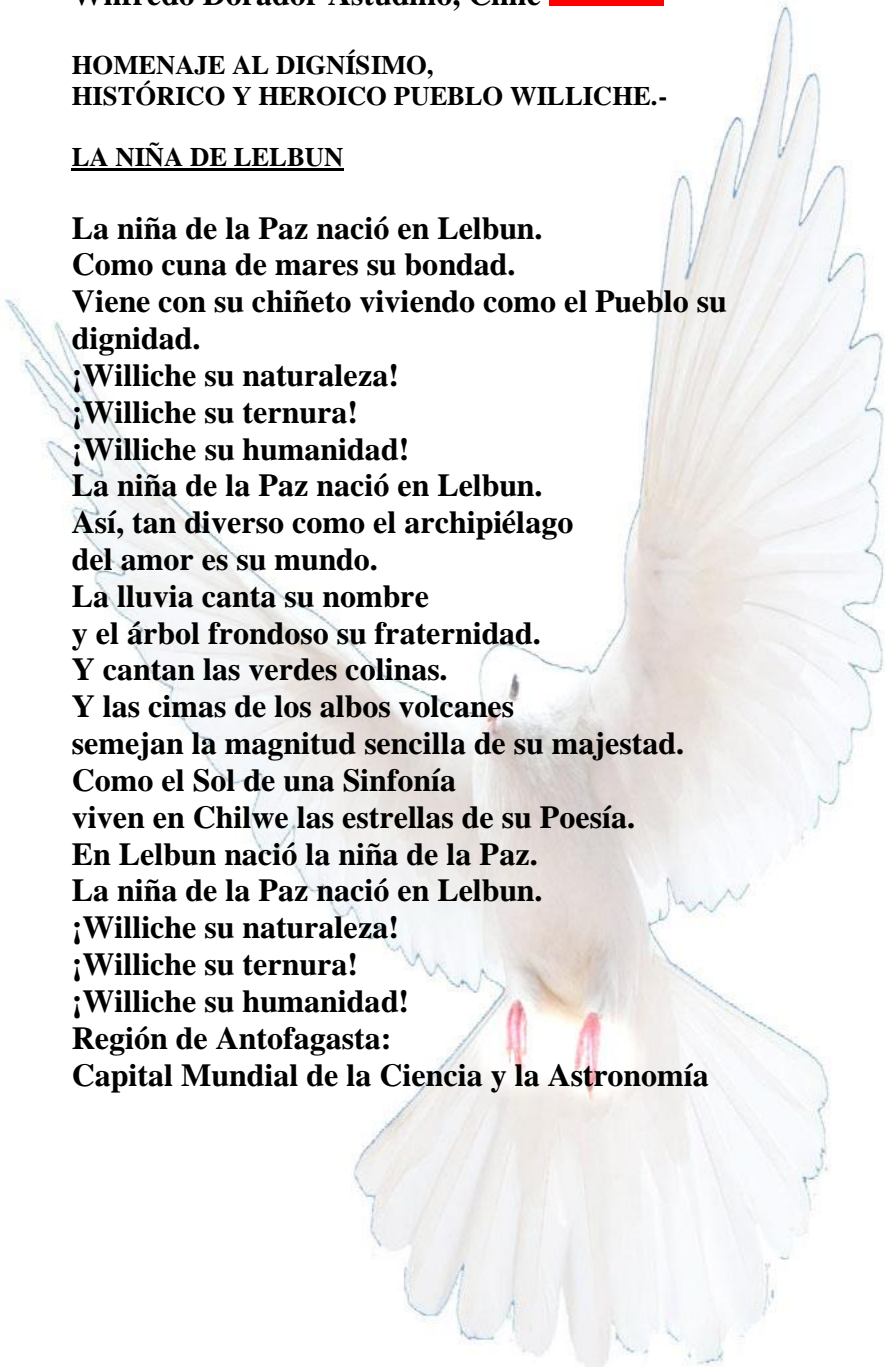 Wilfredo Dorador Astudillo, Chile
HOMENAJE AL DIGNÍSIMO,
HISTÓRICO Y HEROICO PUEBLO WILLICHE.-
LA NIÑA DE LELBUN
La niña de la Paz nació en Lelbun.
Como cuna de mares su bondad.
Viene con su chiñeto viviendo como el Pueblo su
dignidad.
¡Williche su naturaleza!
¡Williche su ternura!
¡Williche su humanidad!
La niña de la Paz nació en Lelbun.
Así, tan diverso como el archipiélago
del amor es su mundo.
La lluvia canta su nombre
y el árbol frondoso su fraternidad.
Y cantan las verdes colinas.
Y las cimas de los albos volcanes
semejan la magnitud sencilla de su majestad.
Como el Sol de una Sinfonía
viven en Chilwe las estrellas de su Poesía.
En Lelbun nació la niña de la Paz.
La niña de la Paz nació en Lelbun.
¡Williche su naturaleza!
¡Williche su ternura!
¡Williche su humanidad!
Región de Antofagasta:
Capital Mundial de la Ciencia y la Astronomía